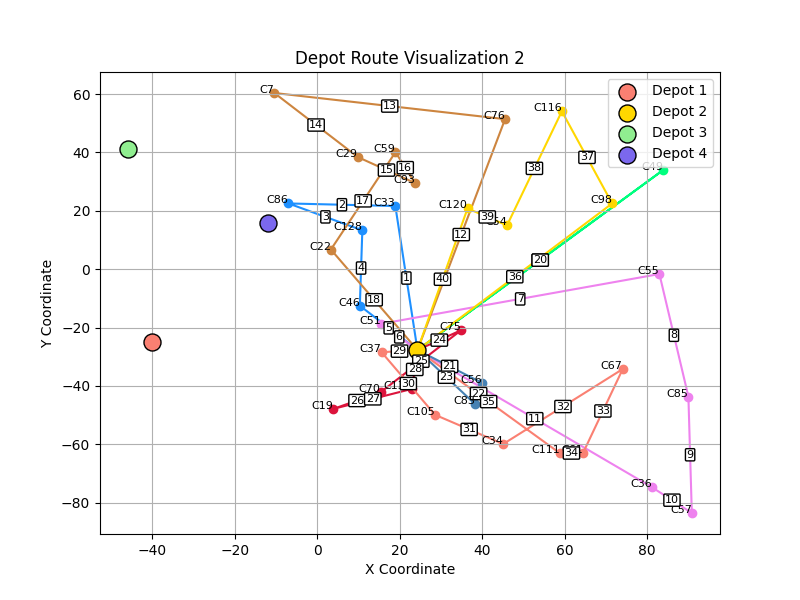 Depot Route Visualization 2
Depot 1
Depot 2
Depot 3
Depot 4
Y Coordinate
60
40
20
0
−20
−40
−60
−80
C7
13
C76
C116
14
C29
C59
15
16
C93
37
38
C98
C86
2
17
C33
3
C128
C120
39
12
C22
4
1
40
20
36
7
C55
18
C46
C51
5
6
C75
24
8
C37
29
25
28
21
23
C56
22
C67
30
C70
26
27
C19
35
C85
C105
11
32
33
31
C34
C111
34
9
C36
10
C57
−40
−20
0
20
40
60
80
X Coordinate